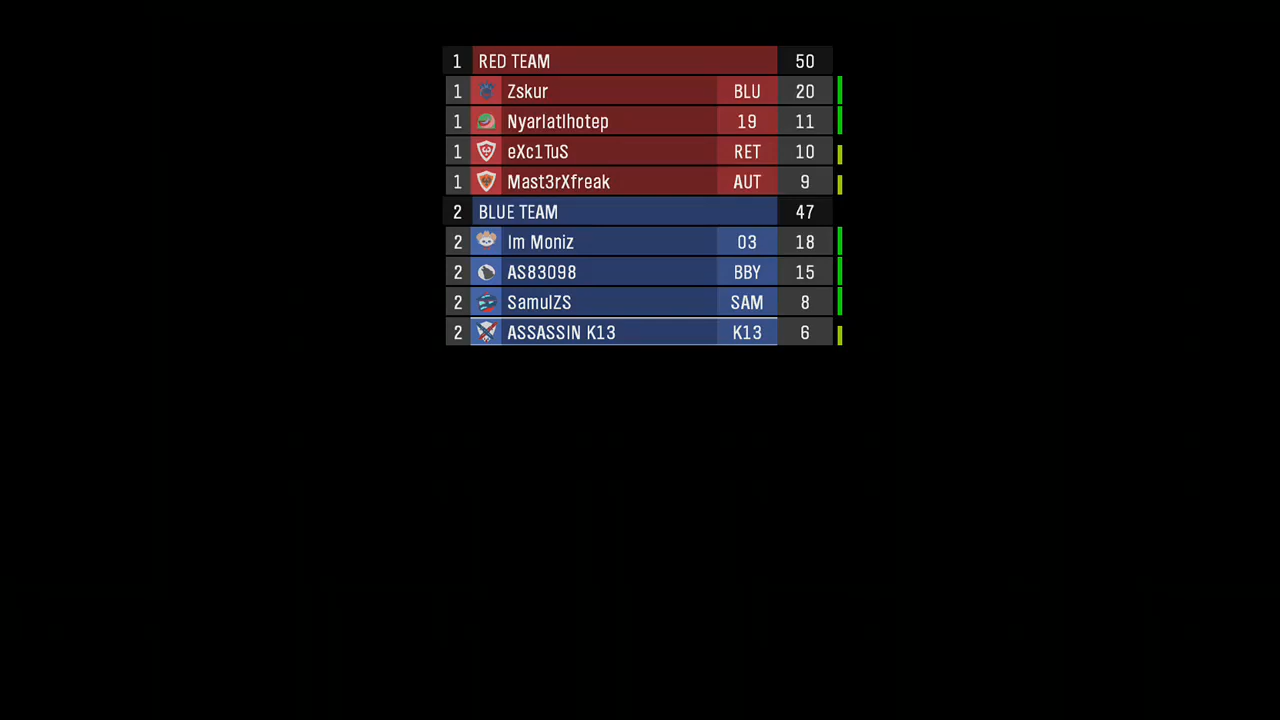 1 RED TEAM 50
1 Zskur BLU 20
1 Nyarlatlhotep 19 11
1 eXc1TuS RET 10
1 Mast3rXfreak AUT 9
2 BLUE TEAM 47
2 Im Moniz 03 18
2 AS83098 BBY 15
2 SamulZS SAM 8
2 ASSASSIN K13 K13 6